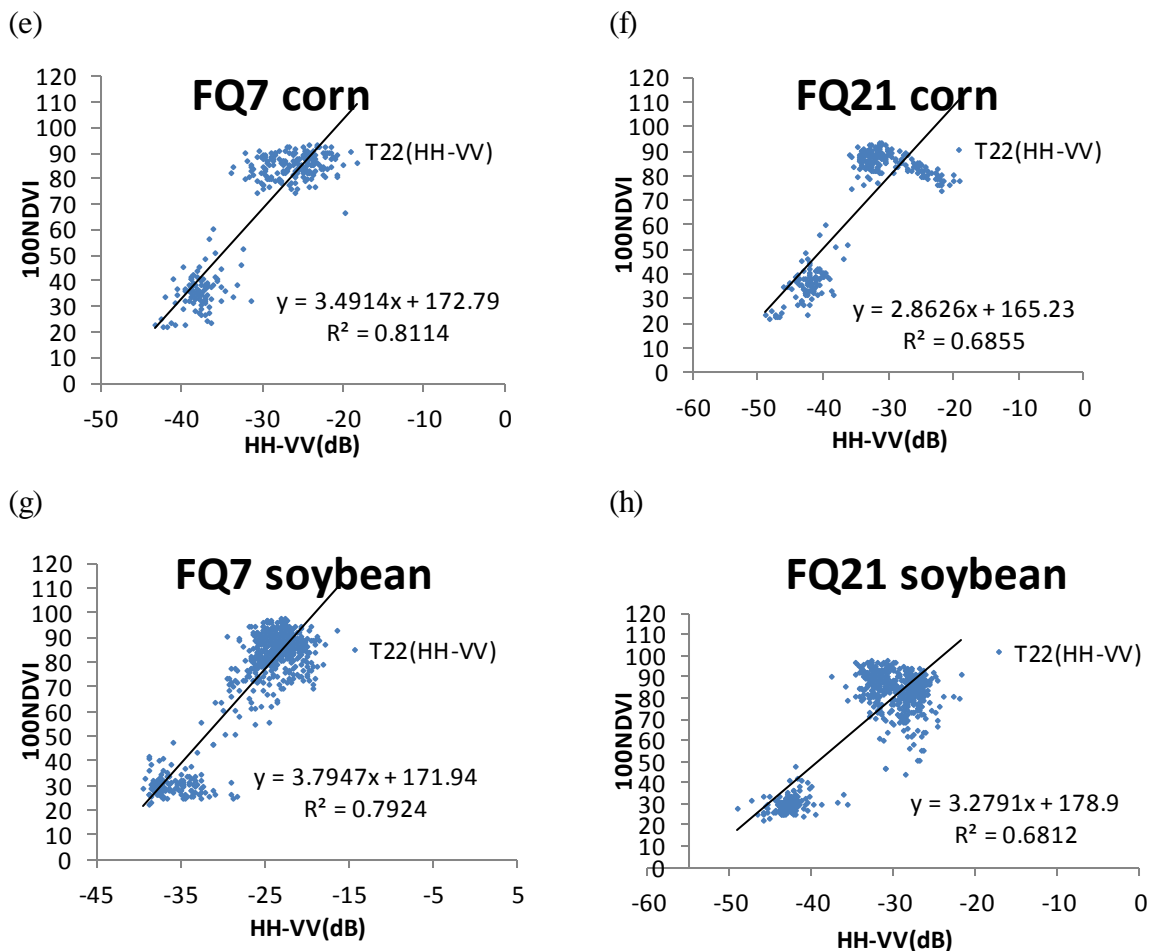 (e)
FQ7 corn
120
110
100
90
80
70
60
50
40
30
20
10
0
100NDVI
T22(HH-VV)
y = 3.4914x + 172.79
R² = 0.8114
-50 -40 -30 -20 -10 0
HH-VV(dB)
(f)
FQ21 corn
120
110
100
90
80
70
60
50
40
30
20
10
0
100NDVI
T22(HH-VV)
y = 2.8626x + 165.23
R² = 0.6855
-60 -50 -40 -30 -20 -10 0
HH-VV(dB)
(g)
FQ7 soybean
120
110
100
90
80
70
60
50
40
30
20
10
0
100NDVI
T22(HH-VV)
y = 3.7947x + 171.94
R² = 0.7924
-45 -35 -25 -15 -5 5
HH-VV(dB)
(h)
FQ21 soybean
120
110
100
90
80
70
60
50
40
30
20
10
0
100NDVI
T22(HH-VV)
y = 3.2791x + 178.9
R² = 0.6812
-60 -50 -40 -30 -20 -10 0
HH-VV(dB)